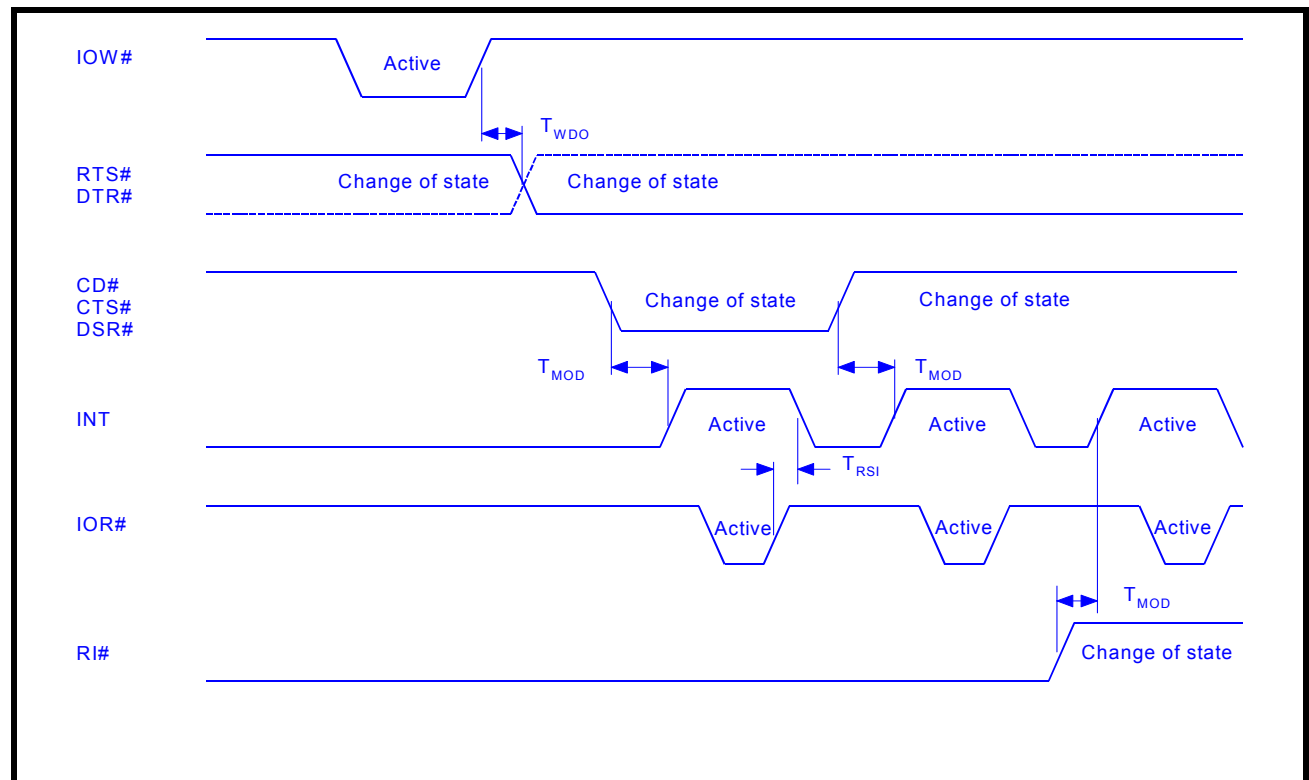 IOW#
Active
TWDO
RTS#
DTR#
Change of state
Change of state
CD#
CTS#
DSR#
Change of state
Change of state
TMOD
TMOD
INT
Active
Active
Active
TRSI
IOR#
Active
Active
Active
TMOD
RI#
Change of state